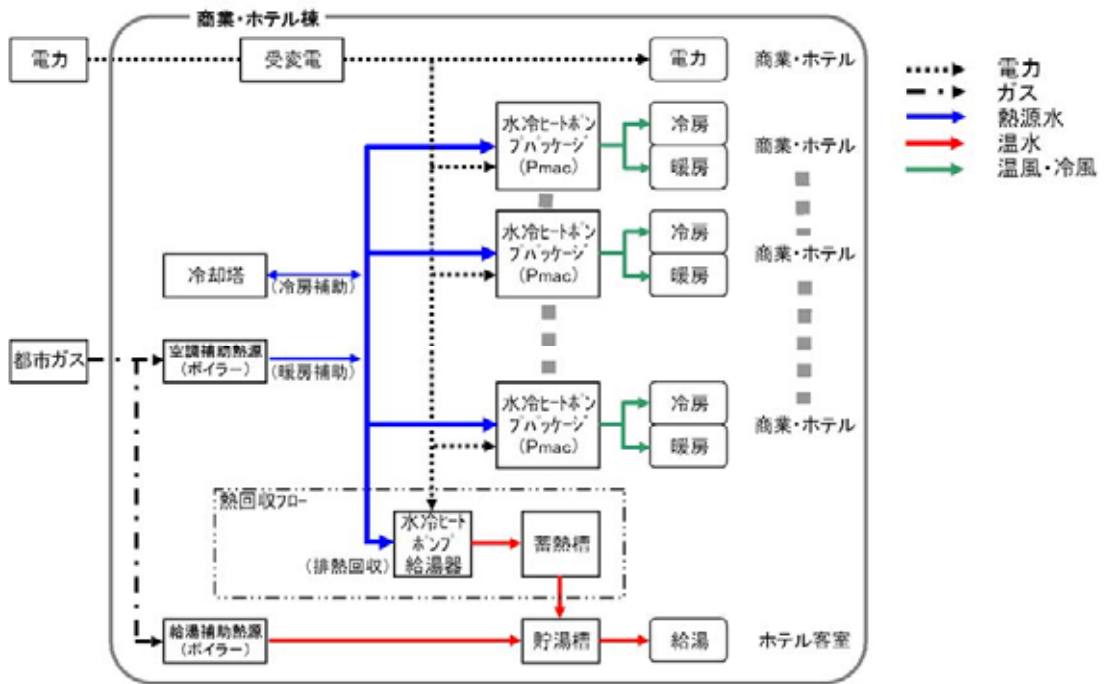 商業・ホテル棟
電力
受変電
電力
商業・ホテル
電力
ガス
熱源水
温水
温風・冷風
水冷ヒートポン
プパッケージ
(Pmac)
冷房
暖房
商業・ホテル
水冷ヒートポン
プパッケージ
(Pmac)
冷房
暖房
商業・ホテル
冷却塔
(冷房補助)
都市ガス
空調補助熱源
(ボイラー)
(暖房補助)
水冷ヒートポン
プパッケージ
(Pmac)
冷房
暖房
商業・ホテル
熱回収フロー
水冷ヒート
ポンプ
給湯器
(排熱回収)
蓄熱槽
給湯補助熱源
(ボイラー)
貯湯槽
給湯
ホテル客室